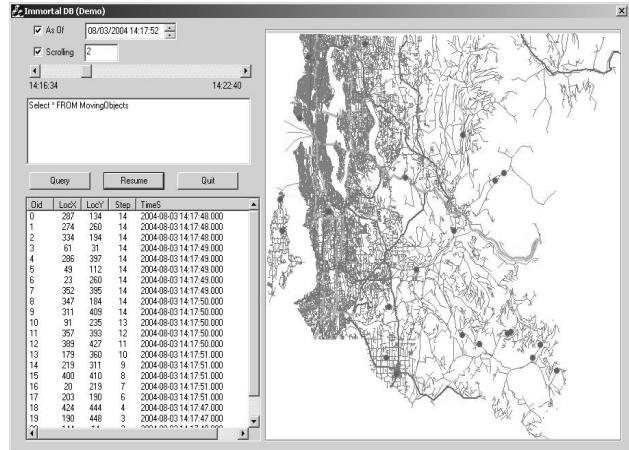 Immortal DB (Demo)
As Of 08/03/2004 14:17:52
Scrolling 2
14:16:34 14:22:40
Select * FROM MovingObjects
Query Resume Quit
Oid LocX LocY Step TimeS
0 287 134 14 2004-08-03 14:17:48.000
1 274 260 14 2004-08-03 14:17:48.000
2 334 194 14 2004-08-03 14:17:48.000
3 61 31 14 2004-08-03 14:17:49.000
4 286 397 14 2004-08-03 14:17:49.000
5 49 112 14 2004-08-03 14:17:49.000
6 23 260 14 2004-08-03 14:17:49.000
7 352 395 14 2004-08-03 14:17:49.000
8 347 184 14 2004-08-03 14:17:50.000
9 311 409 14 2004-08-03 14:17:50.000
10 91 235 13 2004-08-03 14:17:50.000
11 357 393 12 2004-08-03 14:17:50.000
12 389 427 11 2004-08-03 14:17:50.000
13 179 360 10 2004-08-03 14:17:51.000
14 219 311 9 2004-08-03 14:17:51.000
15 400 410 8 2004-08-03 14:17:51.000
16 20 219 7 2004-08-03 14:17:51.000
17 203 190 6 2004-08-03 14:17:51.000
18 424 444 4 2004-08-03 14:17:47.000
19 190 448 3 2004-08-03 14:17:47.000